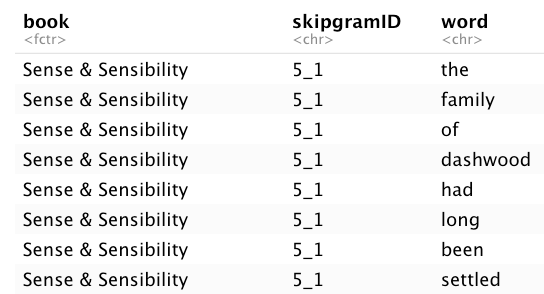 book skipgramID word
<fctr> <chr> <chr>
Sense & Sensibility 5_1 the
Sense & Sensibility 5_1 family
Sense & Sensibility 5_1 of
Sense & Sensibility 5_1 dashwood
Sense & Sensibility 5_1 had
Sense & Sensibility 5_1 long
Sense & Sensibility 5_1 been
Sense & Sensibility 5_1 settled